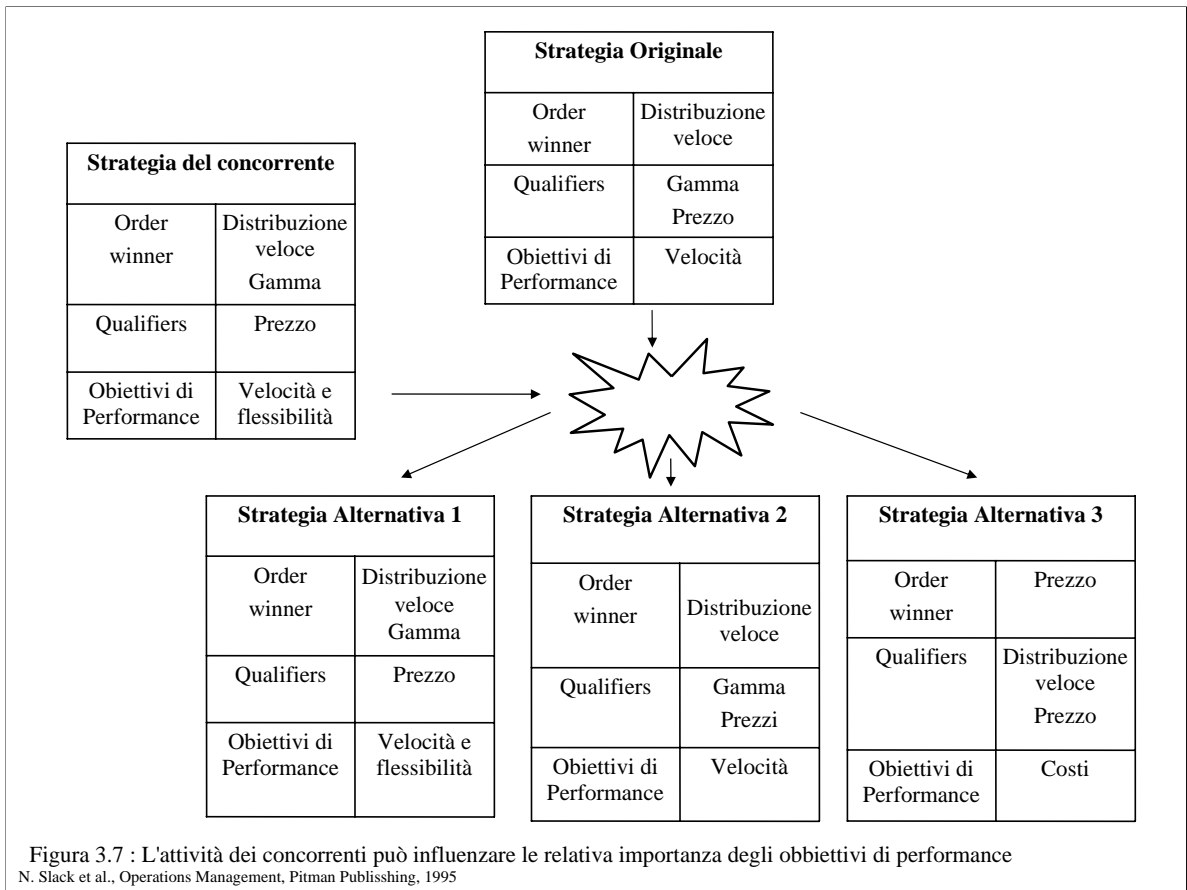 Strategia Originale
Order
winner
Distribuzione
veloce
Qualifiers
Gamma
Prezzo
Obiettivi di
Performance
Velocità
Strategia del concorrente
Order
winner
Distribuzione
veloce
Gamma
Qualifiers
Prezzo
Obiettivi di
Performance
Velocità e
flessibilità
Strategia Alternativa 1
Order
winner
Distribuzione
veloce
Gamma
Qualifiers
Prezzo
Obiettivi di
Performance
Velocità e
flessibilità
Strategia Alternativa 2
Order
winner
Distribuzione
veloce
Qualifiers
Gamma
Prezzi
Obiettivi di
Performance
Velocità
Strategia Alternativa 3
Order
winner
Prezzo
Qualifiers
Distribuzione
veloce
Prezzo
Obiettivi di
Performance
Costi
Figura 3.7 : L'attività dei concorrenti può influenzare le relativa importanza degli obbiettivi di performance
N. Slack et al., Operations Management, Pitman Publisshing, 1995